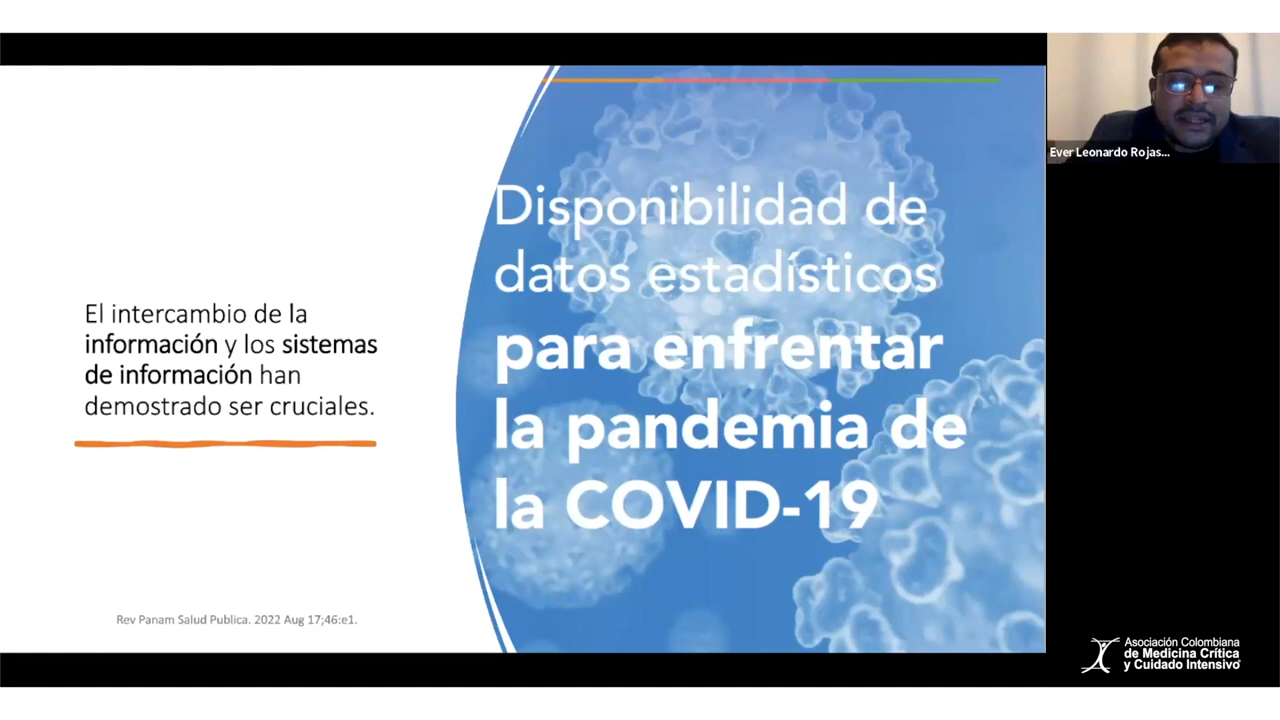 El intercambio de la
información y los sistemas
de información han
demostrado ser cruciales.
Rev Panam Salud Publica. 2022 Aug 17;46:e1.
Disponibilidad de
datos estadísticos
para enfrentar
la pandemia de
la COVID-19
Ever Leonardo Rojas...
Asociación Colombiana
de Medicina Crítica
y Cuidado Intensivo